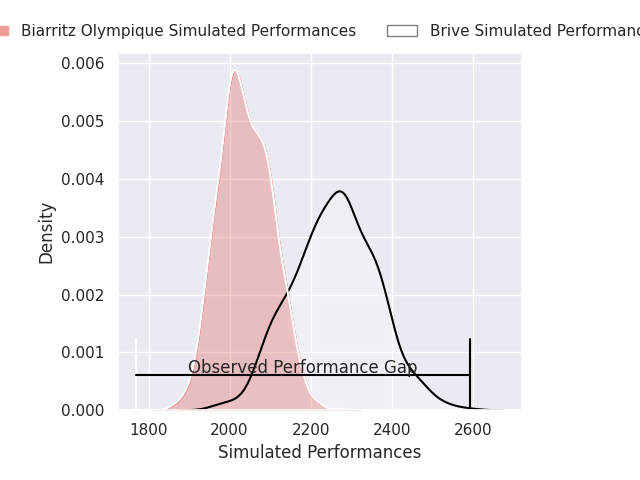 Biarritz Olympique Simulated Performances
Brive Simulated
0.006
0.005
0.004
0.003
0.002
0.001
0.000
Density
Observed Performance Gap
1800 2000 2200 2400 2600
Simulated Performances